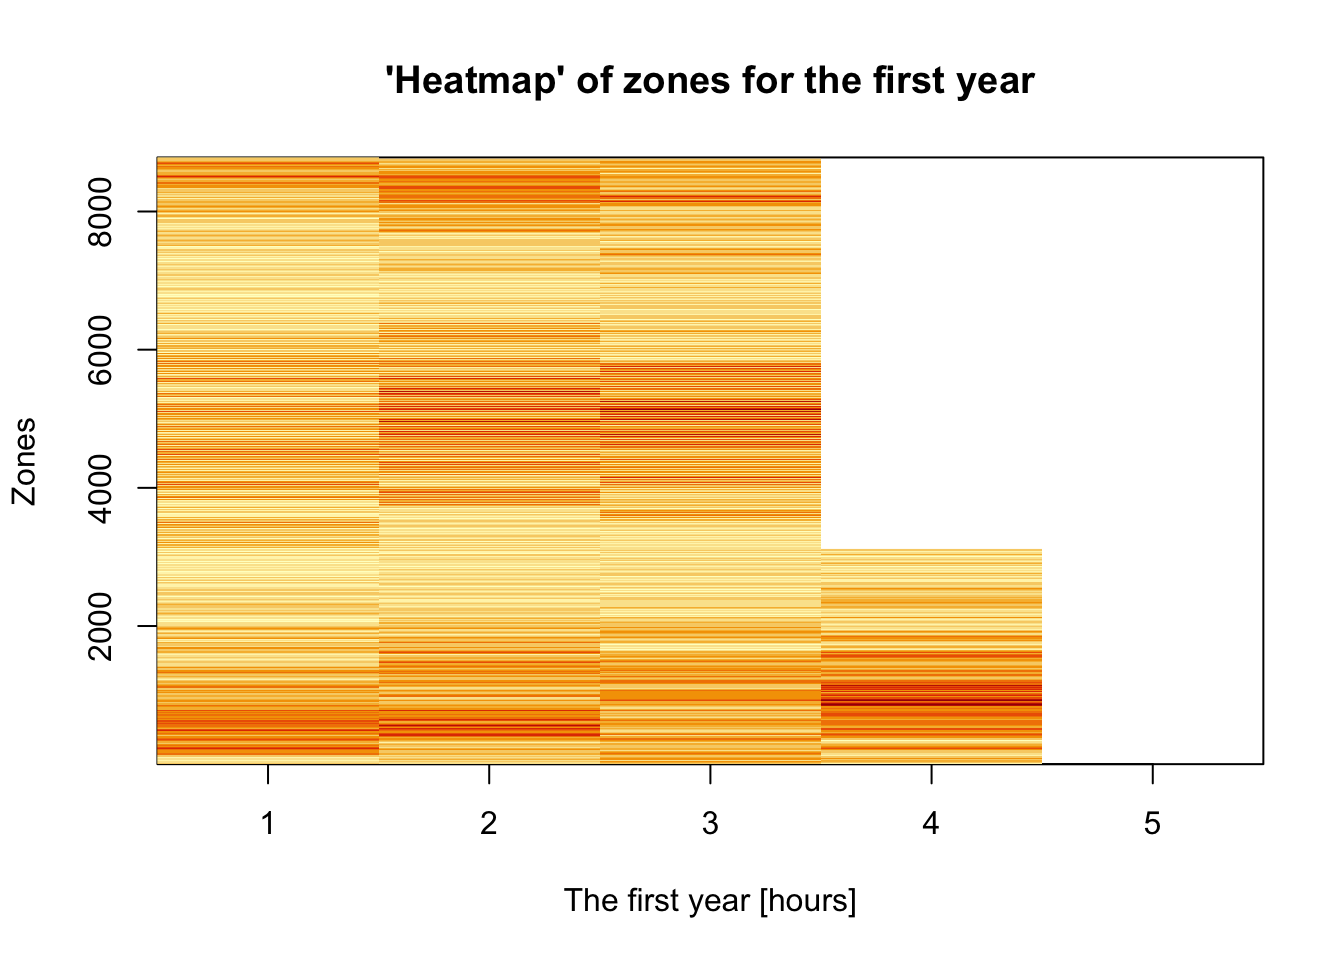 'Heatmap' of zones for the first year
Zones
8000
6000
4000
2000
1 2 3 4 5
The first year [hours]